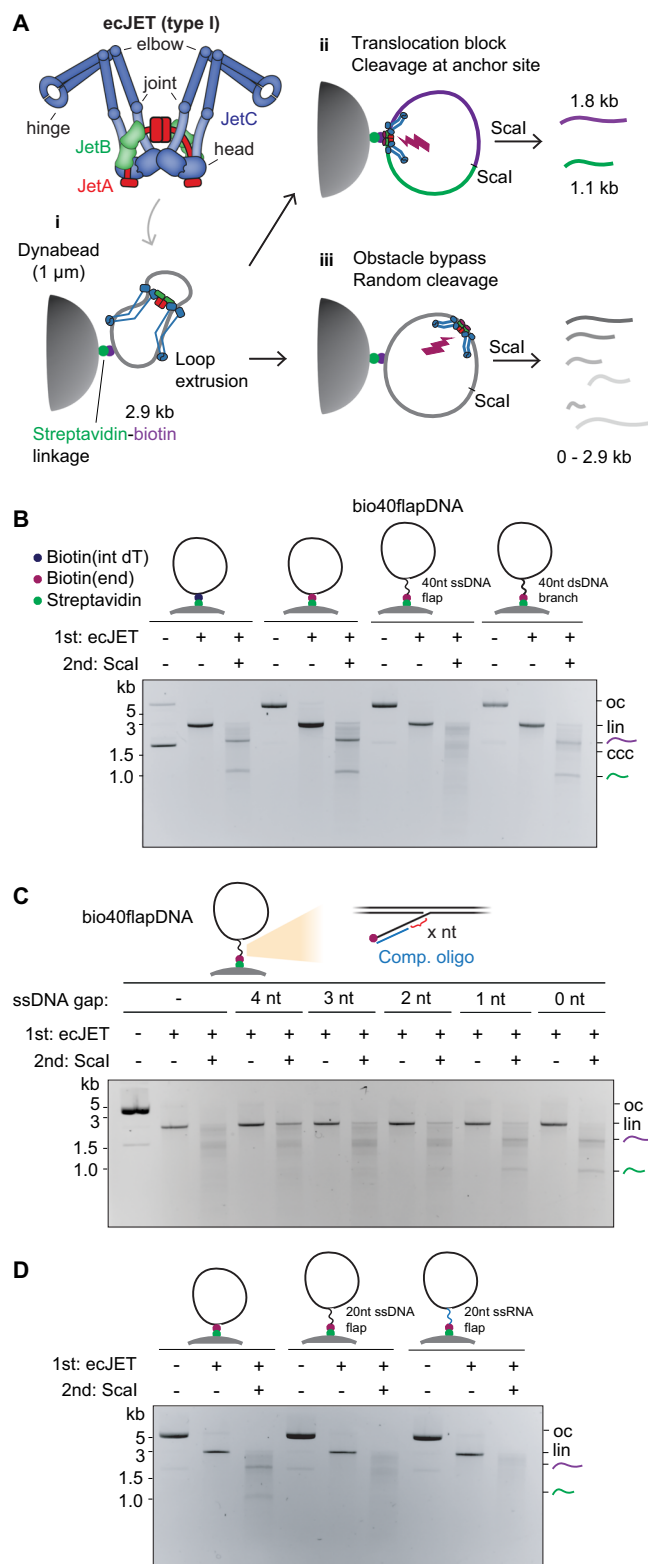 A
ecJET (type I)
elbow
joint
hinge
JetB
JetC
head
JetA
i
Dynabead
(1 µm)
Loop
extrusion
2.9 kb
Streptavidin-biotin
linkage
ii
Translocation block
Cleavage at anchor site
ScaI
ScaI
1.8 kb
1.1 kb
iii
Obstacle bypass
Random cleavage
ScaI
ScaI
0 - 2.9 kb
B
bio40flapDNA
Biotin(int dT)
Biotin(end)
Streptavidin
40nt ssDNA
flap
40nt dsDNA
branch
1st: ecJET - + + - + + - + + - + +
2nd: ScaI - - + - - + - - + - - +
kb
5
3
1.5
1.0
oc
lin
ccc
C
bio40flapDNA
x nt
Comp. oligo
ssDNA gap: - 4 nt 3 nt 2 nt 1 nt 0 nt
1st: ecJET - + + + + + + + + + + + +
2nd: ScaI - - + - + - + - + - + - +
kb
5
3
1.5
1.0
oc
lin
D
20nt ssDNA
flap
20nt ssRNA
flap
1st: ecJET - + + - + + - + +
2nd: ScaI - - + - - + - - +
kb
5
3
1.5
1.0
oc
lin